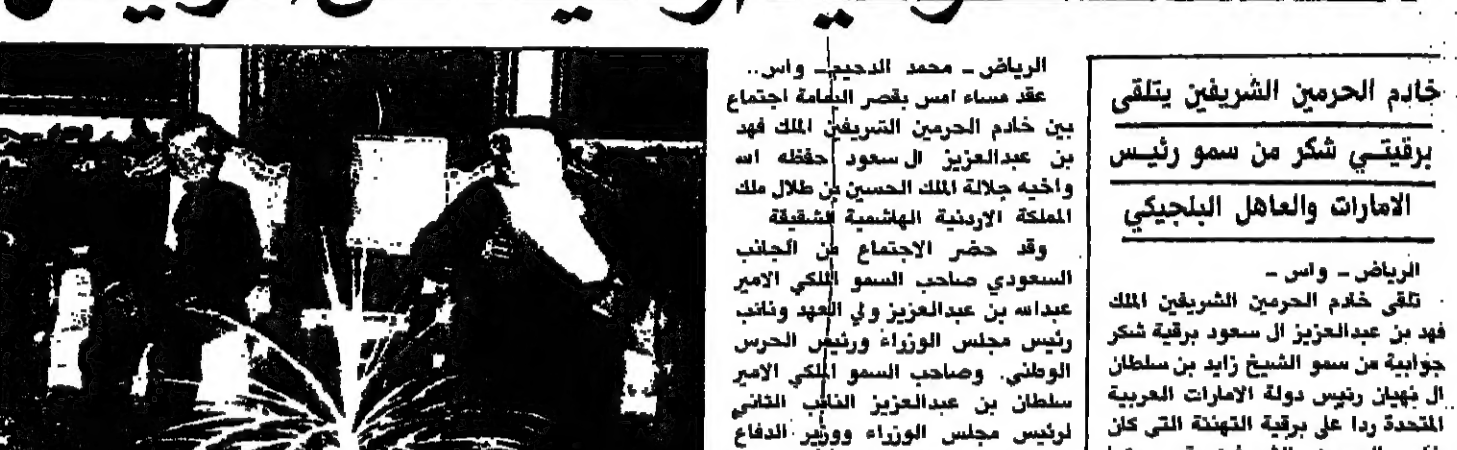 خادم الحرمين الشريفين يتلقى
برقيتـي شكر من سمو رئيـس
الامارات والعاهل البلجيكي
الرياض ـ واس ـ
تلقى خادم الحرمين الشريفين الملك
فهد بن عبدالعزيز ال سعود برقية شكر
جوابية من سمو الشيخ زايد بن سلطان
ال نهيان رئيس دولة الامارات العربية
المتحدة ردا على برقية التهنئة التي كان
الرياض ـ محمد الدحيم ـ واس..
عقد مساء امس بقصر اجتماع
بين خادم الحرمين الشريفين الملك فهد
بن عبدالعزيز ال سعود حفظه الله
واخيه جلالة الملك الحسين بن طلال ملك
المملكة الاردنية الهاشمية الشقيقة
وقد حضر الاجتماع من الجانب
السعودي صاحب السمو الملكي الامير
عبدالله بن عبدالعزيز ولي العهد ونائب
رئيس مجلس الوزراء ورئيس الحرس
الوطني. وصاحب السمو الملكي الامير
سلطان بن عبدالعزيز النائب الثاني
لرئيس مجلس الوزراء ووزير الدفاع